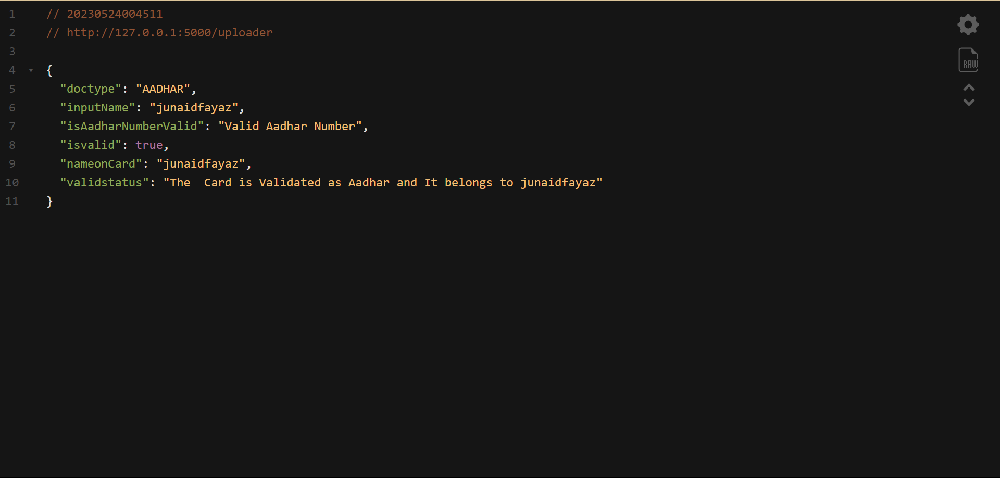 1 // 20230524004511
2 // http://127.0.0.1:5000/uploader
3
4 {
5 "doctype": "AADHAR",
6 "inputName": "junaidfayaz",
7 "isAadharNumberValid": "Valid Aadhar Number",
8 "isvalid": true,
9 "nameonCard": "junaidfayaz",
10 "validstatus": "The  Card is Validated as Aadhar and It belongs to junaidfayaz"
11 }
RAW